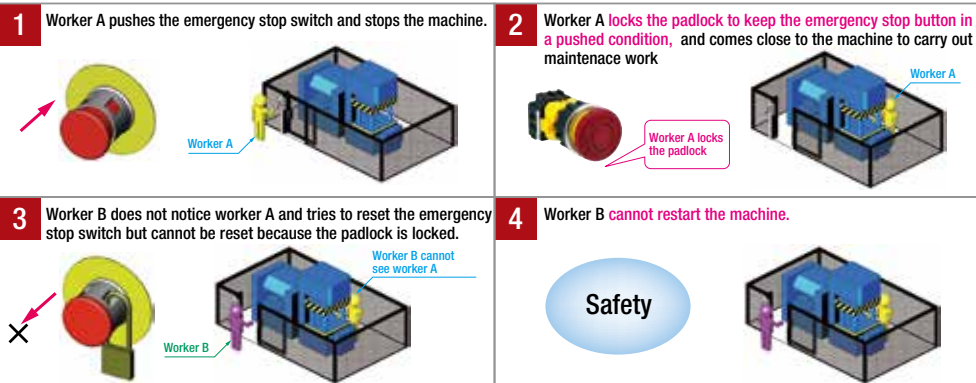 1
Worker A pushes the emergency stop switch and stops the machine.
Worker A
2
Worker A locks the padlock to keep the emergency stop button in
a pushed condition, and comes close to the machine to carry out
maintenace work
Worker A
Worker A locks
the padlock
3
Worker B does not notice worker A and tries to reset the emergency
stop switch but cannot be reset because the padlock is locked.
Worker B cannot
see worker A
Worker B
4
Worker B cannot restart the machine.
Safety